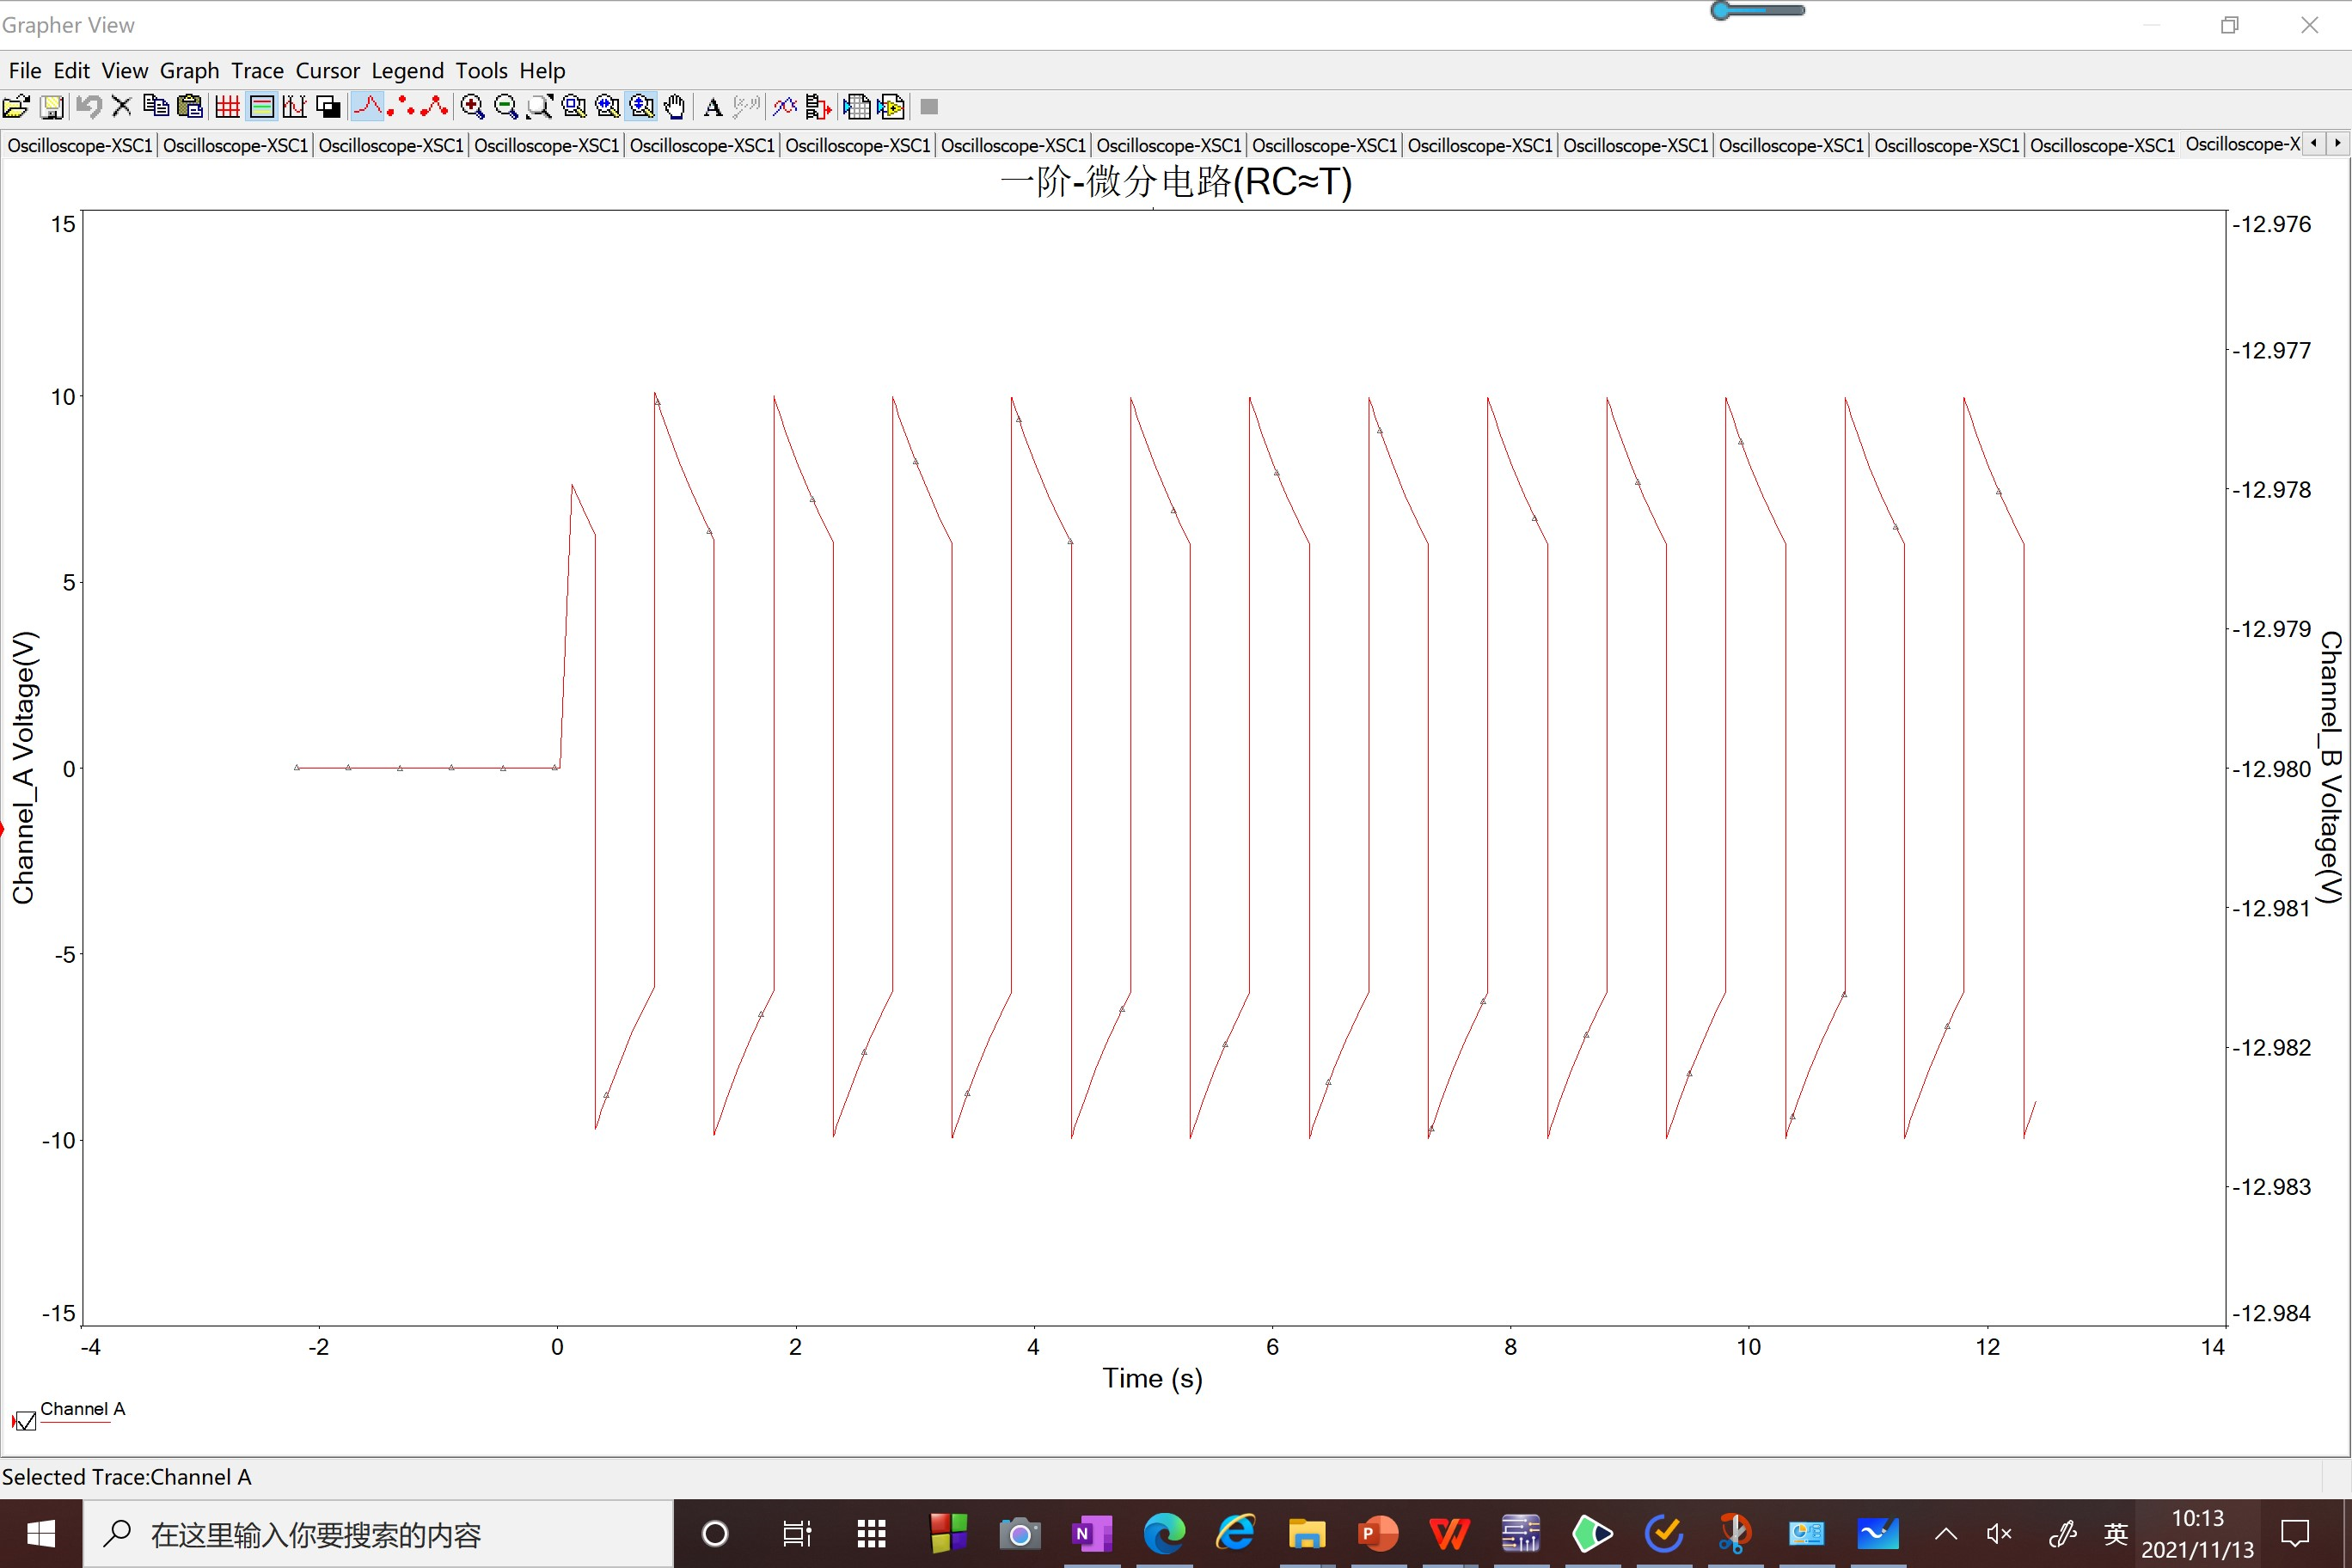 Grapher View
File Edit View Graph Trace Cursor Legend Tools Help
Oscilloscope-XSC1 Oscilloscope-XSC1 Oscilloscope-XSC1 Oscilloscope-XSC1 Oscilloscope-XSC1 Oscilloscope-XSC1 Oscilloscope-XSC1 Oscilloscope-XSC1 Oscilloscope-XSC1 Oscilloscope-XSC1 Oscilloscope-XSC1 Oscilloscope-XSC1 Oscilloscope-XSC1 Oscilloscope-XSC1 Oscilloscope-X
一阶-微分电路(RC≈T)
Channel_A Voltage(V)
15
10
5
0
-5
-10
-15
-12.976
-12.977
-12.978
-12.979
-12.980
-12.981
-12.982
-12.983
-12.984
Channel_B Voltage(V)
-4 -2 0 2 4 6 8 10 12 14
Time (s)
Channel A
Selected Trace:Channel A
在这里输入你要搜索的内容
英
10:13
2021/11/13